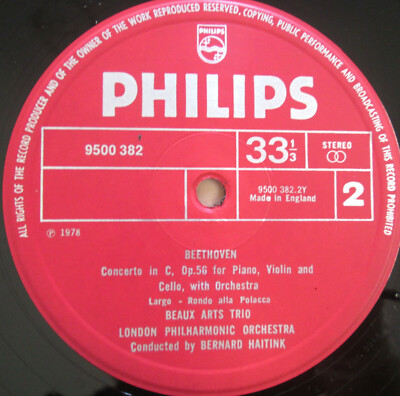 ALL RIGHTS OF THE RECORD PRODUCER AND OF THE OWNER OF THE WORK REPRODUCED RESERVED. COPYING, PUBLIC PERFORMANCE AND BROADCASTING OF THIS RECORD PROHIBITED
PHILIPS
PHILIPS
9500 382
33 1/3
STEREO
9500 382.2Y
Made in England
2
℗ 1978
BEETHOVEN
Concerto in C, Op.56 for Piano, Violin and
Cello, with Orchestra
Largo - Rondo alla Polacca
BEAUX ARTS TRIO
LONDON PHILHARMONIC ORCHESTRA
Conducted by BERNARD HAITINK